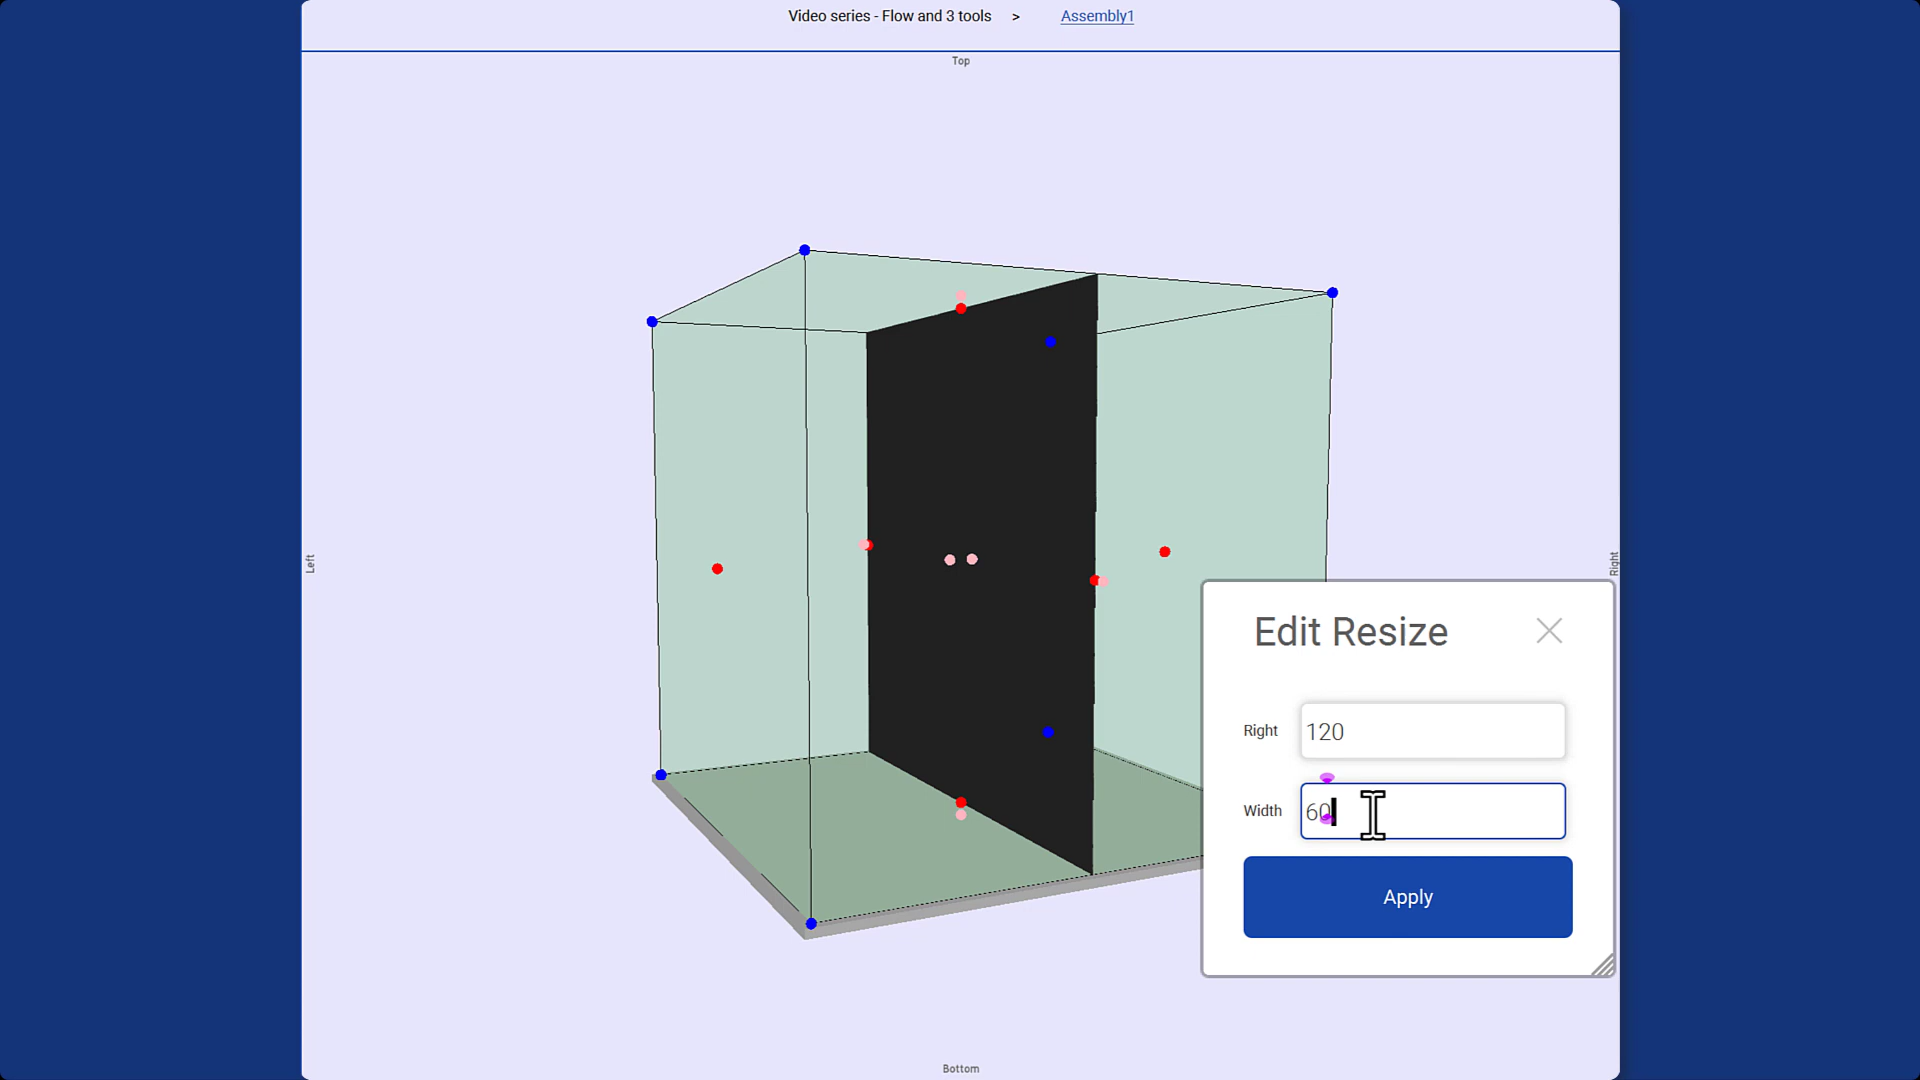 Video series - Flow and 3 tools > Assembly1
Top
Left
Right
Edit Resize
Right 120
Width 60
Apply
Bottom